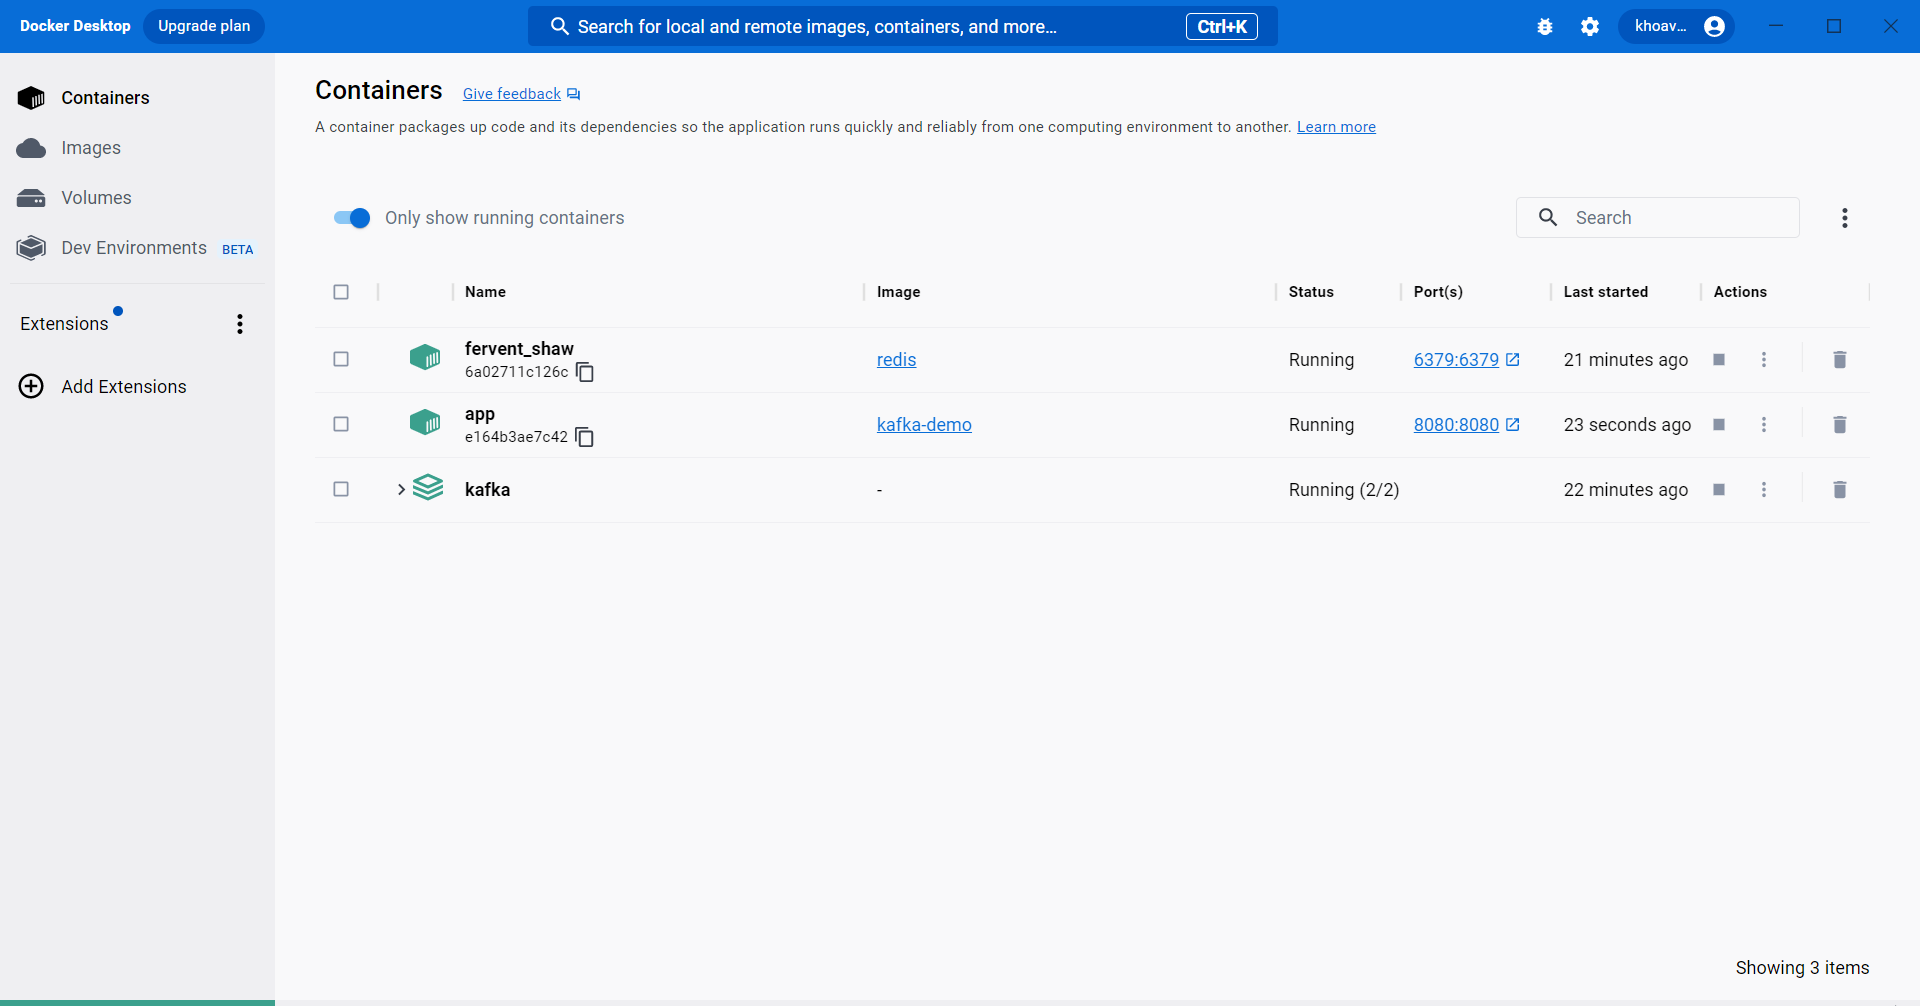 Docker Desktop Upgrade plan Search for local and remote images, containers, and more... Ctrl+K khoav...
Containers
Images
Volumes
Dev Environments BETA
Extensions
Add Extensions
Containers Give feedback
A container packages up code and its dependencies so the application runs quickly and reliably from one computing environment to another. Learn more
Only show running containers Search
Name Image Status Port(s) Last started Actions
fervent_shaw
6a02711c126c redis Running 6379:6379 21 minutes ago
app
e164b3ae7c42 kafka-demo Running 8080:8080 23 seconds ago
kafka - Running (2/2) 22 minutes ago
Showing 3 items